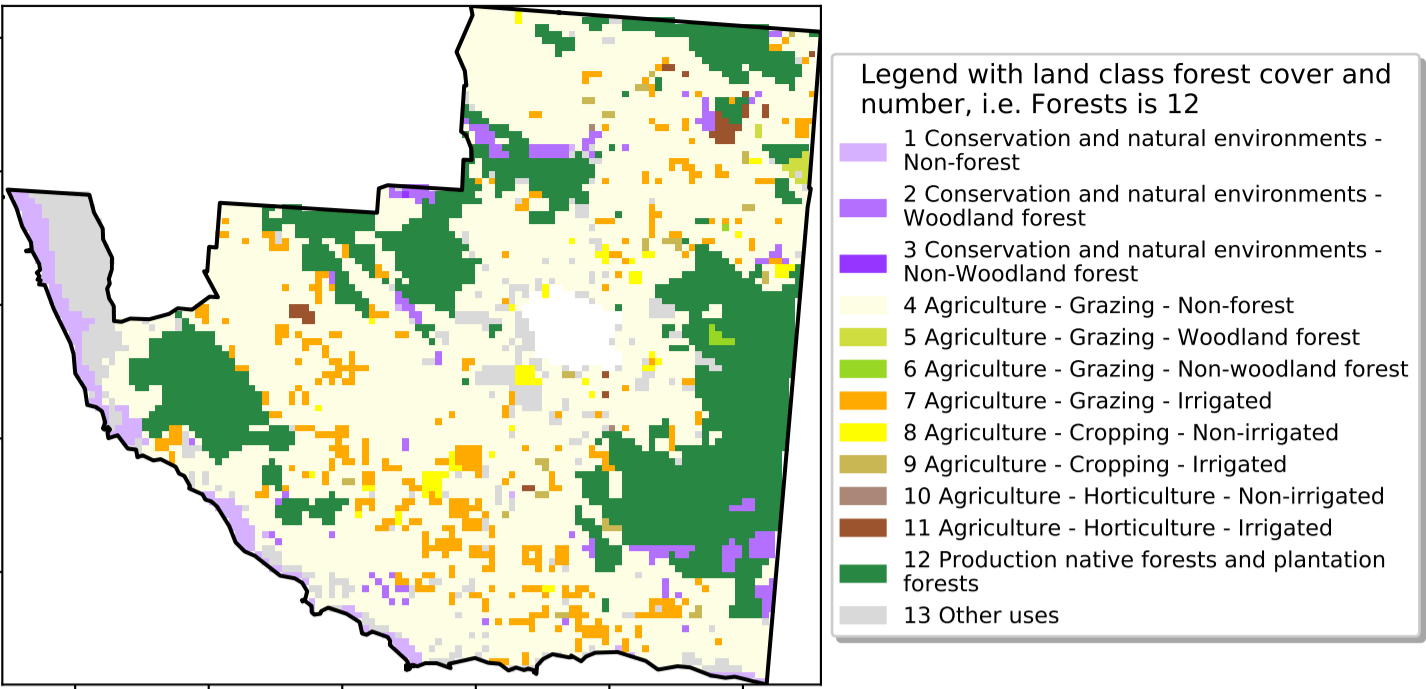 Legend with land class forest cover and
number, i.e. Forests is 12
1 Conservation and natural environments -
Non-forest
2 Conservation and natural environments -
Woodland forest
3 Conservation and natural environments -
Non-Woodland forest
4 Agriculture - Grazing - Non-forest
5 Agriculture - Grazing - Woodland forest
6 Agriculture - Grazing - Non-woodland forest
7 Agriculture - Grazing - Irrigated
8 Agriculture - Cropping - Non-irrigated
9 Agriculture - Cropping - Irrigated
10 Agriculture - Horticulture - Non-irrigated
11 Agriculture - Horticulture - Irrigated
12 Production native forests and plantation
forests
13 Other uses